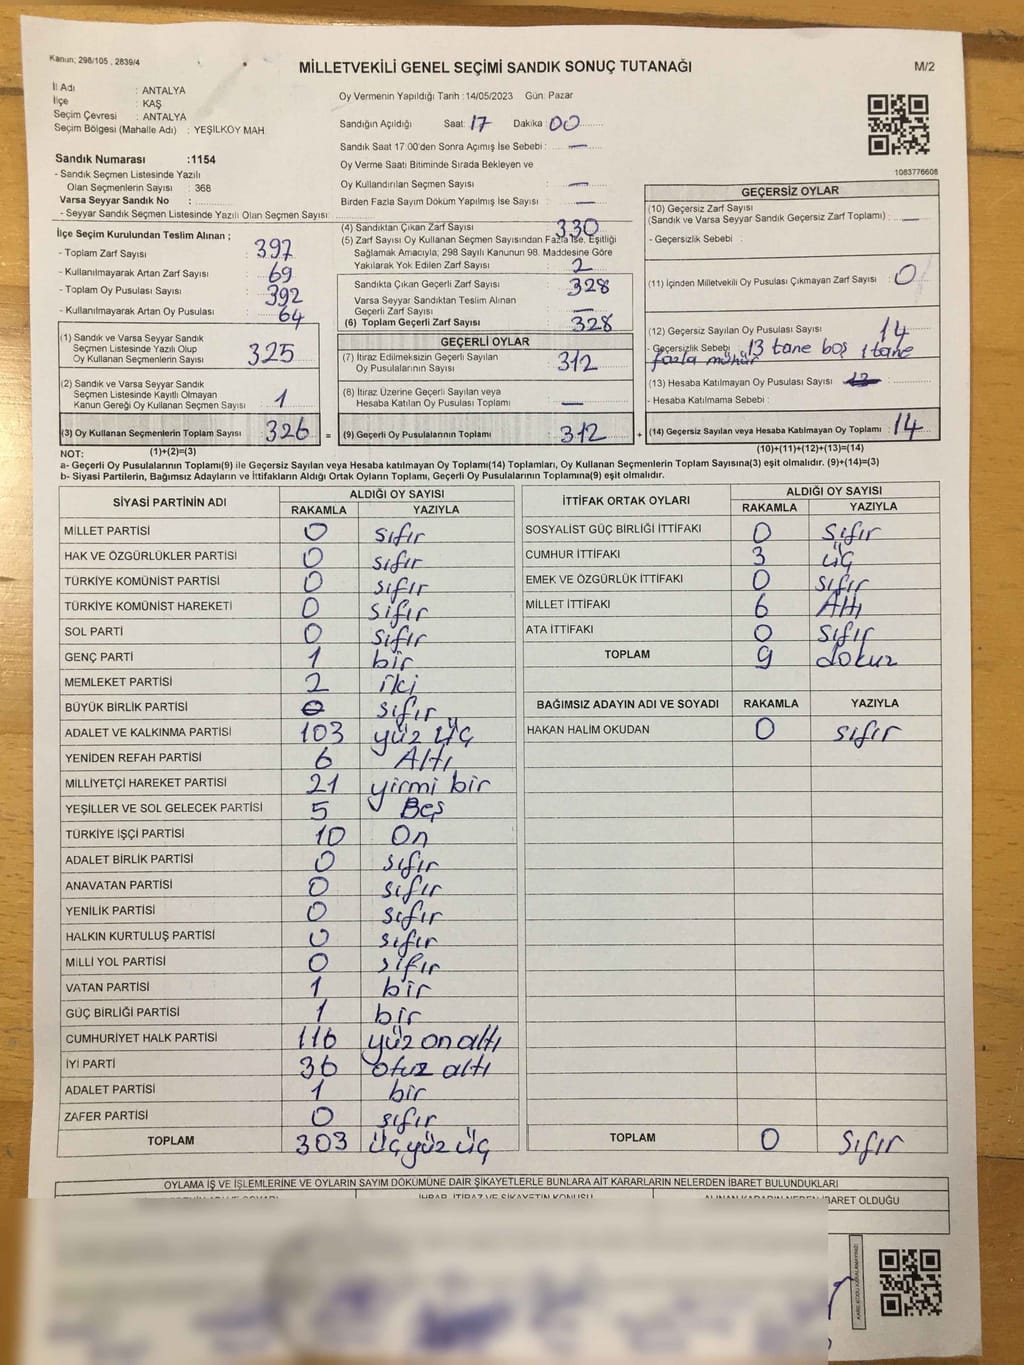 Kanun; 298/105 , 2839/4
MİLLETVEKİLİ GENEL SEÇİMİ SANDIK SONUÇ TUTANAĞI
M/2
İl Adı : ANTALYA
İlçe : KAŞ
Seçim Çevresi : ANTALYA
Seçim Bölgesi (Mahalle Adı) : YEŞİLKÖY MAH.
Oy Vermenin Yapıldığı Tarih :14/05/2023 Gün: Pazar
Sandığın Açıldığı Saat: 17 Dakika: 00
Sandık Saat 17:00'den Sonra Açımış İse Sebebi : —
Oy Verme Saati Bitiminde Sırada Bekleyen ve
Oy Kullandırılan Seçmen Sayısı : —
Birden Fazla Sayım Döküm Yapılmış İse Sayısı : —
1083776608
Sandık Numarası :1154
- Sandık Seçmen Listesinde Yazılı
Olan Seçmenlerin Sayısı : 368
Varsa Seyyar Sandık No :
- Seyyar Sandık Seçmen Listesinde Yazılı Olan Seçmen Sayısı:
İlçe Seçim Kurulundan Teslim Alınan ;
- Toplam Zarf Sayısı : 397
- Kullanılmayarak Artan Zarf Sayısı : 69
- Toplam Oy Pusulası Sayısı : 392
- Kullanılmayarak Artan Oy Pusulası : 64
(1) Sandık ve Varsa Seyyar Sandık
Seçmen Listesinde Yazılı Olup
Oy Kullanan Seçmenlerin Sayısı : 325
(2) Sandık ve Varsa Seyyar Sandık
Seçmen Listesinde Kayıtlı Olmayan
Kanun Gereği Oy Kullanan Seçmen Sayısı : 1
(3) Oy Kullanan Seçmenlerin Toplam Sayısı : 326 =
(4) Sandıktan Çıkan Zarf Sayısı : 330
(5) Zarf Sayısı Oy Kullanan Seçmen Sayısından Fazla İse, Eşitliği
Sağlamak Amacıyla, 298 Sayılı Kanunun 98. Maddesine Göre
Yakılarak Yok Edilen Zarf Sayısı : 2
Sandıkta Çıkan Geçerli Zarf Sayısı : 328
Varsa Seyyar Sandıktan Teslim Alınan
Geçerli Zarf Sayısı : —
(6) Toplam Geçerli Zarf Sayısı : 328
GEÇERLİ OYLAR
(7) İtiraz Edilmeksizin Geçerli Sayılan
Oy Pusulalarının Sayısı : 312
(8) İtiraz Üzerine Geçerli Sayılan veya
Hesaba Katılan Oy Pusulası Toplamı : —
(9) Geçerli Oy Pusulalarının Toplamı : 312 +
GEÇERSİZ OYLAR
(10) Geçersiz Zarf Sayısı
(Sandık ve Varsa Seyyar Sandık Geçersiz Zarf Toplamı) : —
- Geçersizlik Sebebi :
(11) İçinden Milletvekili Oy Pusulası Çıkmayan Zarf Sayısı : 0
(12) Geçersiz Sayılan Oy Pusulası Sayısı : 14
- Geçersizlik Sebebi : 13 tane boş 1 tane
fazla mühür
(13) Hesaba Katılmayan Oy Pusulası Sayısı :
- Hesaba Katılmama Sebebi :
(14) Geçersiz Sayılan veya Hesaba Katılmayan Oy Toplamı : 14
NOT: (1)+(2)=(3) (10)+(11)+(12)+(13)=(14)
a- Geçerli Oy Pusulalarının Toplamı(9) ile Geçersiz Sayılan veya Hesaba katılmayan Oy Toplamı(14) Toplamları, Oy Kullanan Seçmenlerin Toplam Sayısına(3) eşit olmalıdır. (9)+(14)=(3)
b- Siyasi Partilerin, Bağımsız Adayların ve İttifakların Aldığı Ortak Oyların Toplamı, Geçerli Oy Pusulalarının Toplamına(9) eşit olmalıdır.
SİYASİ PARTİNİN ADI ALDIĞI OY SAYISI
RAKAMLA YAZIYLA
MİLLET PARTİSİ 0 sıfır
HAK VE ÖZGÜRLÜKLER PARTİSİ 0 sıfır
TÜRKİYE KOMÜNİST PARTİSİ 0 sıfır
TÜRKİYE KOMÜNİST HAREKETİ 0 sıfır
SOL PARTİ 0 sıfır
GENÇ PARTİ 1 bir
MEMLEKET PARTİSİ 2 iki
BÜYÜK BİRLİK PARTİSİ 0 sıfır
ADALET VE KALKINMA PARTİSİ 103 yüz üç
YENİDEN REFAH PARTİSİ 6 Altı
MİLLİYETÇİ HAREKET PARTİSİ 21 yirmi bir
YEŞİLLER VE SOL GELECEK PARTİSİ 5 Beş
TÜRKİYE İŞÇİ PARTİSİ 10 On
ADALET BİRLİK PARTİSİ 0 sıfır
ANAVATAN PARTİSİ 0 sıfır
YENİLİK PARTİSİ 0 sıfır
HALKIN KURTULUŞ PARTİSİ 0 sıfır
MİLLİ YOL PARTİSİ 0 sıfır
VATAN PARTİSİ 1 bir
GÜÇ BİRLİĞİ PARTİSİ 1 bir
CUMHURİYET HALK PARTİSİ 116 yüz on altı
İYİ PARTİ 36 otuz altı
ADALET PARTİSİ 1 bir
ZAFER PARTİSİ 0 sıfır
TOPLAM 303 üç yüz üç
İTTİFAK ORTAK OYLARI ALDIĞI OY SAYISI
RAKAMLA YAZIYLA
SOSYALİST GÜÇ BİRLİĞİ İTTİFAKI 0 sıfır
CUMHUR İTTİFAKI 3 üç
EMEK VE ÖZGÜRLÜK İTTİFAKI 0 sıfır
MİLLET İTTİFAKI 6 Altı
ATA İTTİFAKI 0 sıfır
TOPLAM 9 dokuz
BAĞIMSIZ ADAYIN ADI VE SOYADI RAKAMLA YAZIYLA
HAKAN HALİM OKUDAN 0 sıfır
TOPLAM 0 sıfır
OYLAMA İŞ VE İŞLEMLERİNE VE OYLARIN SAYIM DÖKÜMÜNE DAİR ŞİKAYETLERLE BUNLARA AİT KARARLARIN NELERDEN İBARET BULUNDUKLARI
İHBAR, İTİRAZ VE ŞİKAYETİN KONUSU
ALINAN KARARIN NEDEN İBARET OLDUĞU